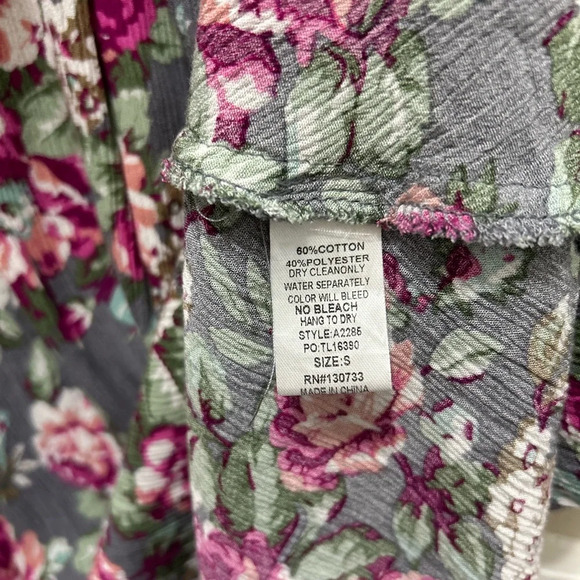 60%COTTON
40%POLYESTER
DRY CLEANONLY
WATER SEPARATELY
COLOR WILL BLEED
NO BLEACH
HANG TO DRY
STYLE:A2285
PO:TL16390
SIZE:S
RN#130733
MADE IN CHINA